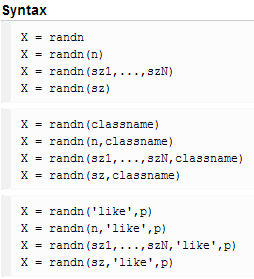 Syntax
X = randn
X = randn(n)
X = randn(sz1,...,szN)
X = randn(sz)
X = randn(classname)
X = randn(n,classname)
X = randn(sz1,...,szN,classname)
X = randn(sz,classname)
X = randn('like',p)
X = randn(n,'like',p)
X = randn(sz1,...,szN,'like',p)
X = randn(sz,'like',p)